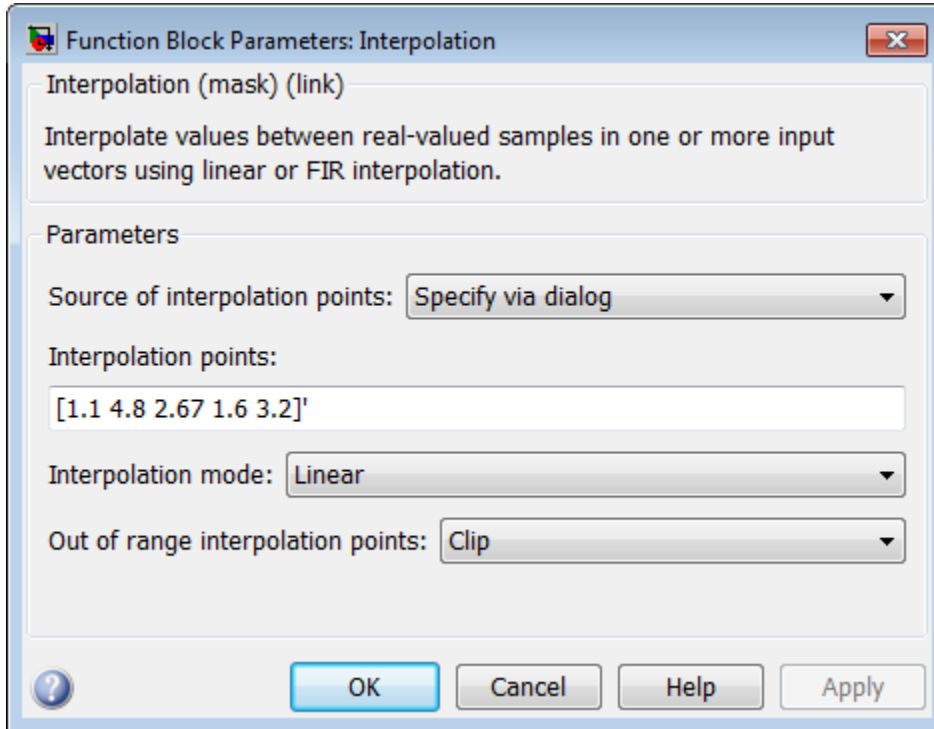 Function Block Parameters: Interpolation
Interpolation (mask) (link)
Interpolate values between real-valued samples in one or more input
vectors using linear or FIR interpolation.
Parameters
Source of interpolation points: Specify via dialog
Interpolation points:
[1.1 4.8 2.67 1.6 3.2]'
Interpolation mode: Linear
Out of range interpolation points: Clip
? OK Cancel Help Apply